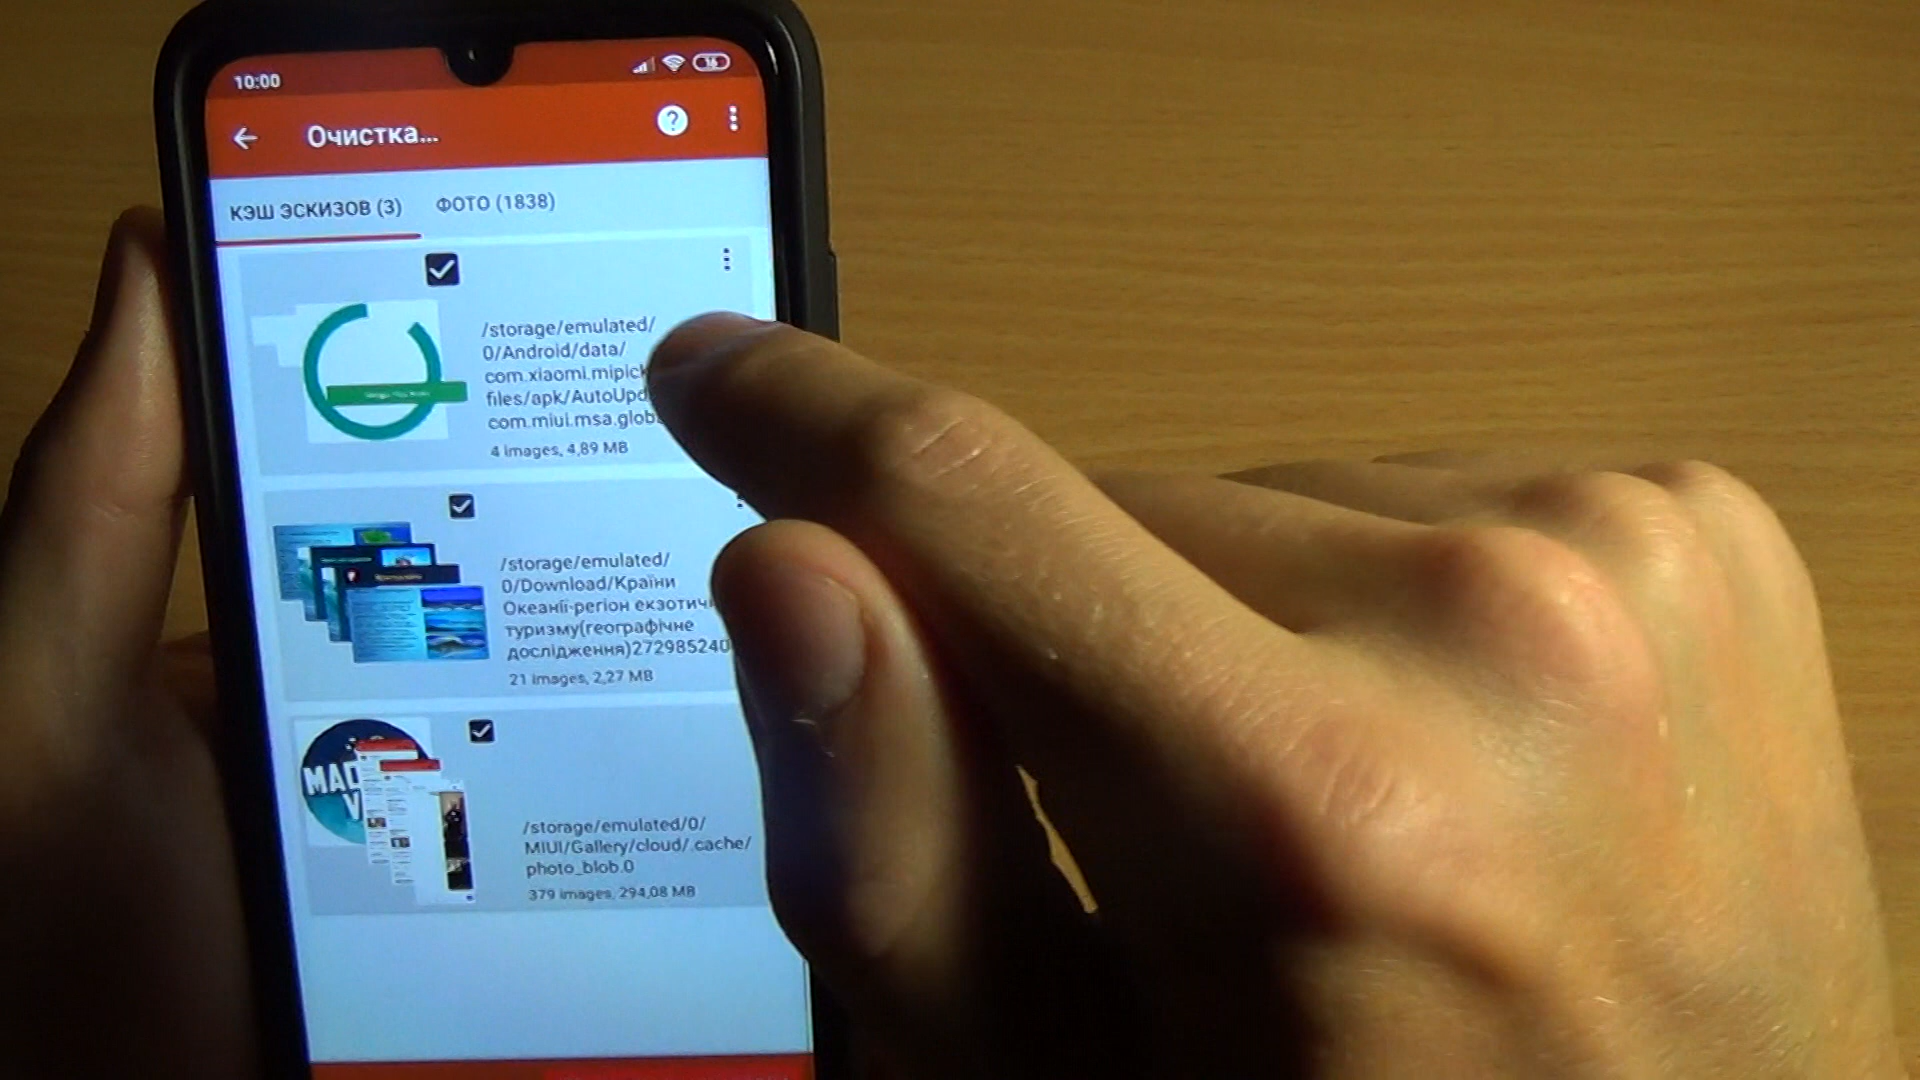 10:00
16
Очистка...
?
КЭШ ЭСКИЗОВ (3)
ФОТО (1838)
/storage/emulated/
0/Android/data/
com.xiaomi.mipick
files/apk/AutoUpd
com.miui.msa.glob
4 images, 4,89 MB
/storage/emulated/
0/Download/Країни
Океанії-регіон екзотичн
туризму(географічне
дослідження)272985240
21 images, 2,27 MB
MAD
V
/storage/emulated/0/
MIUI/Gallery/cloud/.cache/
photo_blob.0
379 images, 294,08 MB